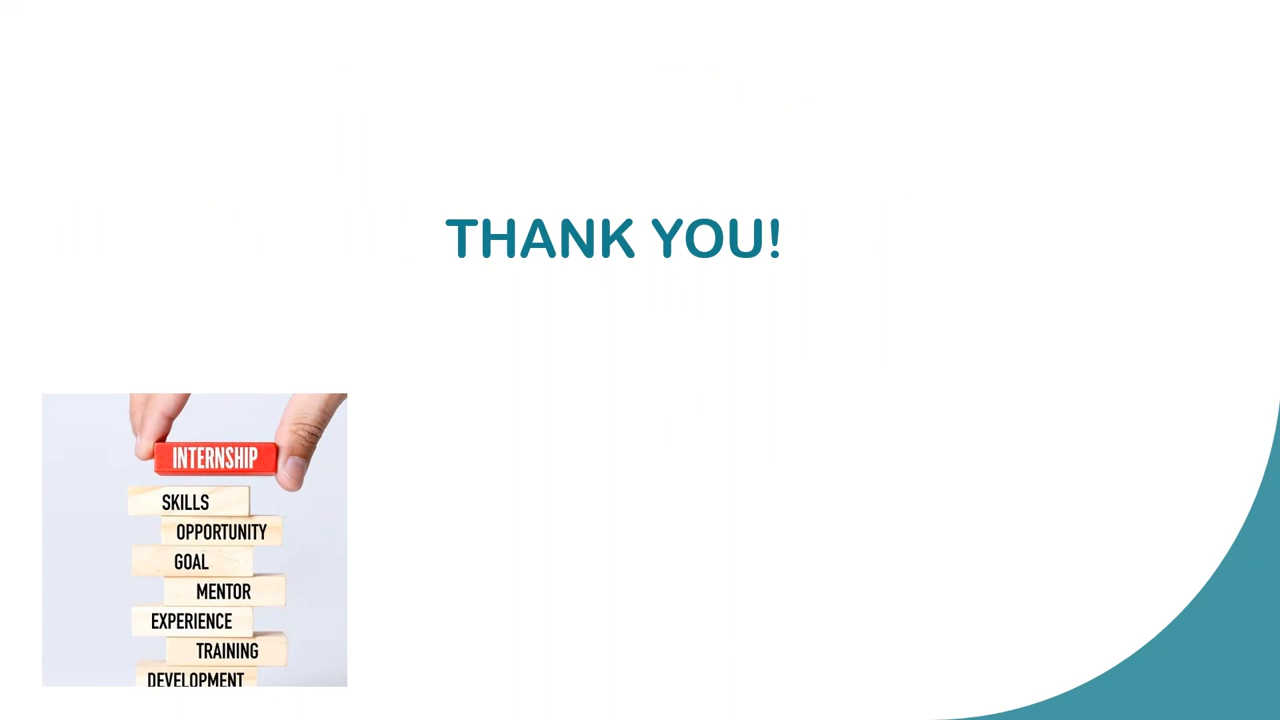 THANK YOU!
INTERNSHIP
SKILLS
OPPORTUNITY
GOAL
MENTOR
EXPERIENCE
TRAINING
DEVELOPMENT